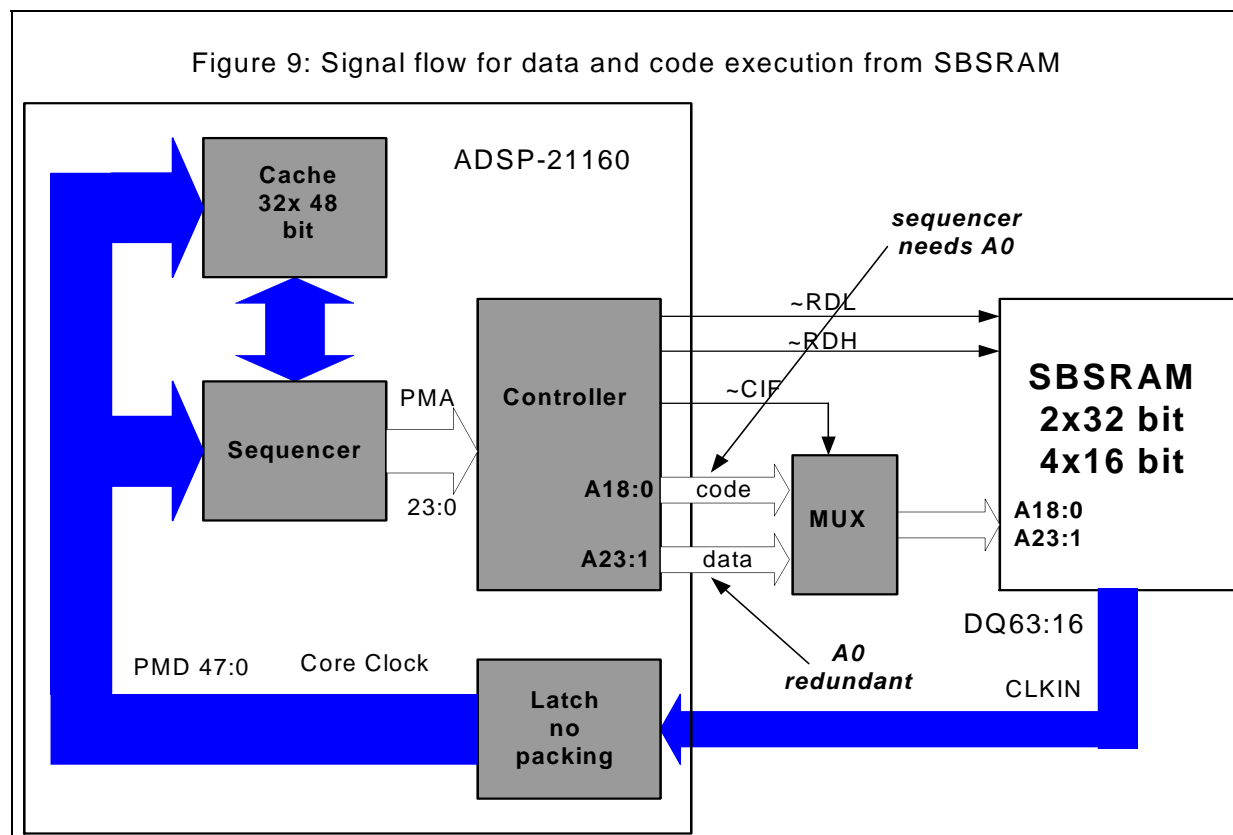 Figure 9: Signal flow for data and code execution from SBSRAM
ADSP-21160
Cache
32x 48
bit
sequencer
needs A0
~RDL
~RDH
~CIF
Controller
SBSRAM
2x32 bit
4x16 bit
PMA
Sequencer
23:0
A18:0
code
MUX
A18:0
A23:1
A23:1
data
DQ63:16
PMD 47:0
Core Clock
A0
redundant
CLKIN
Latch
no
packing